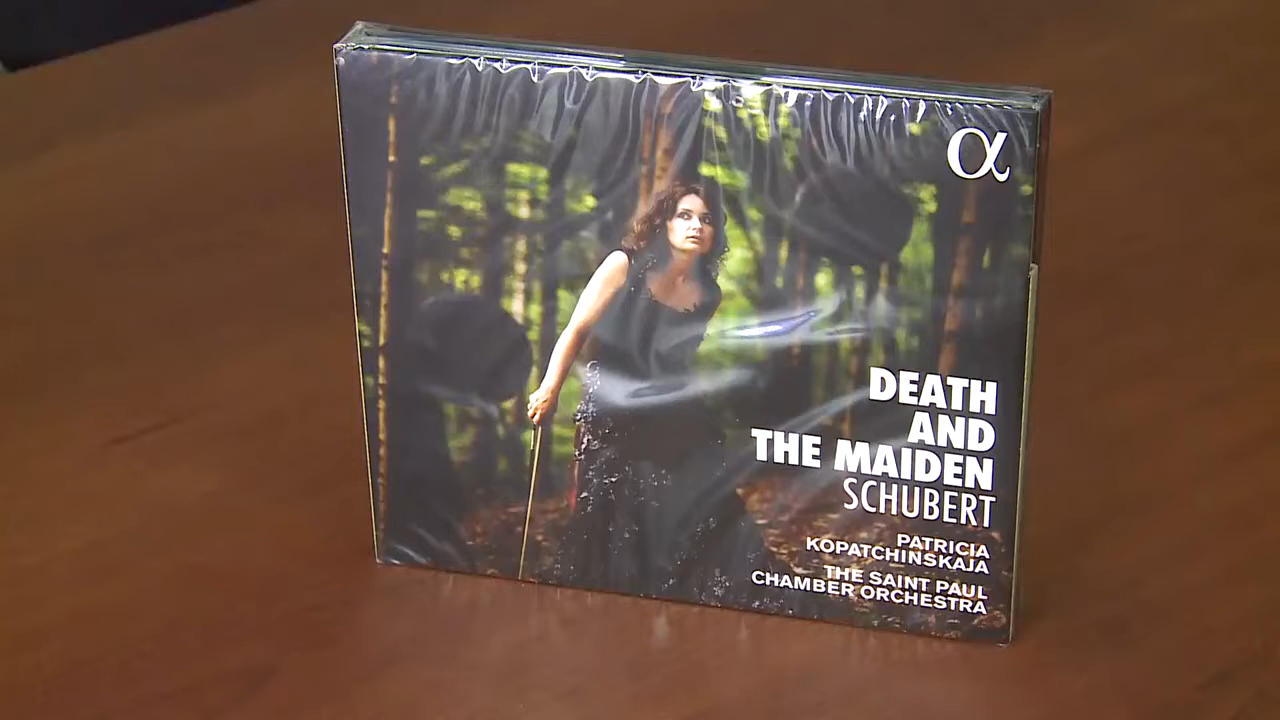 α
DEATH
AND
THE MAIDEN
SCHUBERT
PATRICIA
KOPATCHINSKAJA
THE SAINT PAUL
CHAMBER ORCHESTRA